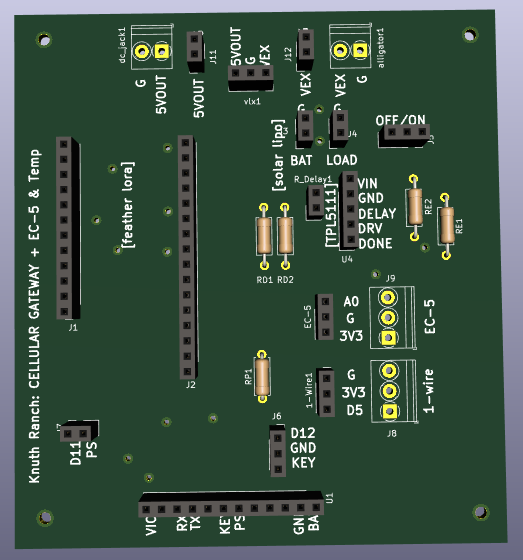 dc_jack1
G
5VOUT
J11
5VOUT
5VOUT
G
VEX
vlx1
J12
VEX
G
VEX
G
alligator1
OFF/ON
J4
[solar lipo]
BAT
LOAD
Knuth Ranch: CELLULAR GATEWAY + EC-5 & Temp
[feather lora]
R_Delay1
[TPL5111]
VIN
GND
DELAY
DRV
DONE
U4
RE2
RE1
RD1
RD2
J9
EC-5
A0
G
3V3
EC-5
J1
J2
RP1
1-Wire1
G
3V3
D5
1-wire
J8
J6
D12
GND
KEY
D11
PS
U1
VIO
RX
TX
KEY
PS
GN
BA